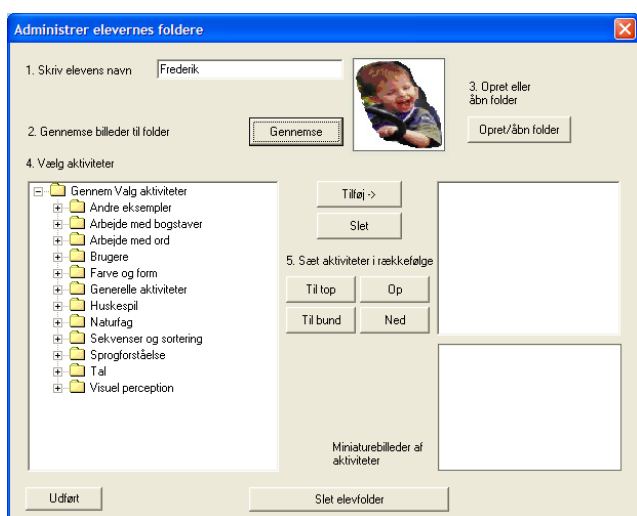 Administrer elevernes foldere
1. Skriv elevens navn
Frederik
3. Opret eller
åbn folder
2. Gennemse billeder til folder
Gennemse
Opret/åbn folder
4. Vælg aktiviteter
Gennem Valg aktiviteter
Andre eksempler
Arbejde med bogstaver
Arbejde med ord
Brugere
Farve og form
Generelle aktiviteter
Huskespil
Naturfag
Sekvenser og sortering
Sprogforståelse
Tal
Visuel perception
Tilføj ->
Slet
5. Sæt aktiviteter i rækkefølge
Til top
Op
Til bund
Ned
Miniaturebilleder af
aktiviteter
Udført
Slet elevfolder